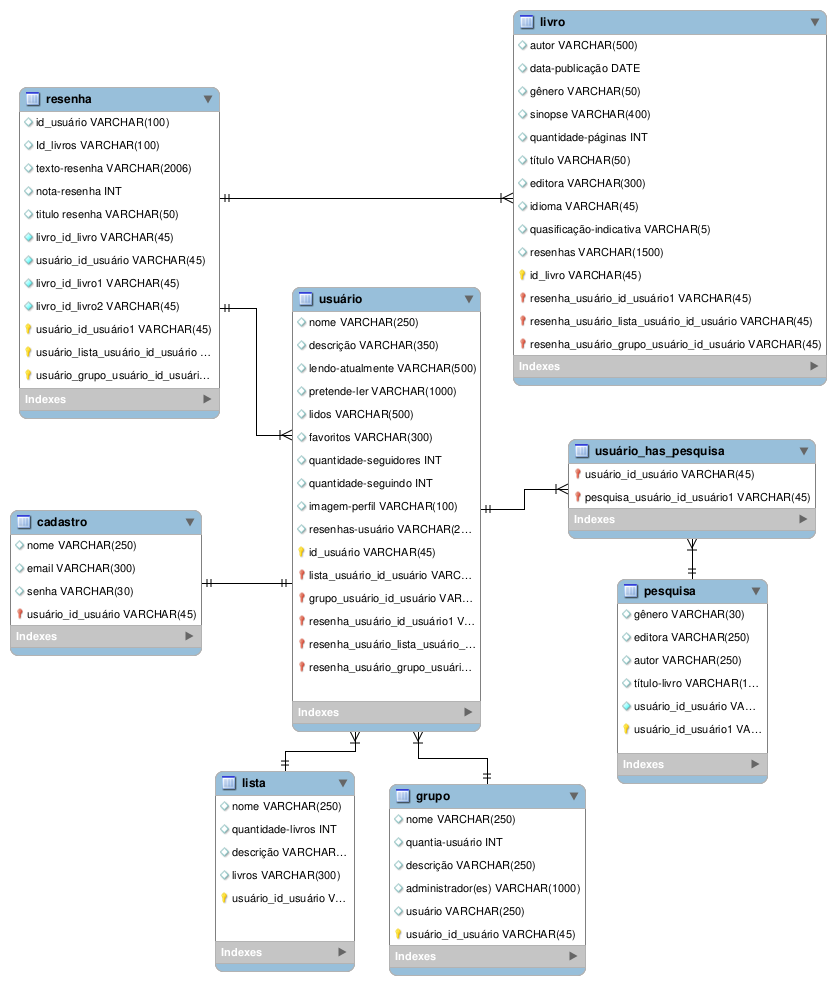 livro
autor VARCHAR(500)
data-publicação DATE
gênero VARCHAR(50)
sinopse VARCHAR(400)
quantidade-páginas INT
título VARCHAR(50)
editora VARCHAR(300)
idioma VARCHAR(45)
quasificação-indicativa VARCHAR(5)
resenhas VARCHAR(1500)
id_livro VARCHAR(45)
resenha_usuário_id_usuário1 VARCHAR(45)
resenha_usuário_lista_usuário_id_usuário VARCHAR(45)
resenha_usuário_grupo_usuário_id_usuário VARCHAR(45)
Indexes
resenha
id_usuário VARCHAR(100)
Id_livros VARCHAR(100)
texto-resenha VARCHAR(2006)
nota-resenha INT
titulo resenha VARCHAR(50)
livro_id_livro VARCHAR(45)
usuário_id_usuário VARCHAR(45)
livro_id_livro1 VARCHAR(45)
livro_id_livro2 VARCHAR(45)
usuário_id_usuário1 VARCHAR(45)
usuário_lista_usuário_id_usuário ...
usuário_grupo_usuário_id_usuári...
Indexes
usuário
nome VARCHAR(250)
descrição VARCHAR(350)
lendo-atualmente VARCHAR(500)
pretende-ler VARCHAR(1000)
lidos VARCHAR(500)
favoritos VARCHAR(300)
quantidade-seguidores INT
quantidade-seguindo INT
imagem-perfil VARCHAR(100)
resenhas-usuário VARCHAR(2...
id_usuário VARCHAR(45)
lista_usuário_id_usuário VARC...
grupo_usuário_id_usuário VAR...
resenha_usuário_id_usuário1 V...
resenha_usuário_lista_usuário_...
resenha_usuário_grupo_usuári...
Indexes
usuário_has_pesquisa
usuário_id_usuário VARCHAR(45)
pesquisa_usuário_id_usuário1 VARCHAR(45)
Indexes
cadastro
nome VARCHAR(250)
email VARCHAR(300)
senha VARCHAR(30)
usuário_id_usuário VARCHAR(45)
Indexes
pesquisa
gênero VARCHAR(30)
editora VARCHAR(250)
autor VARCHAR(250)
título-livro VARCHAR(1...
usuário_id_usuário VA...
usuário_id_usuário1 VA...
Indexes
lista
nome VARCHAR(250)
quantidade-livros INT
descrição VARCHAR...
livros VARCHAR(300)
usuário_id_usuário V...
Indexes
grupo
nome VARCHAR(250)
quantia-usuário INT
descrição VARCHAR(250)
administrador(es) VARCHAR(1000)
usuário VARCHAR(250)
usuário_id_usuário VARCHAR(45)
Indexes